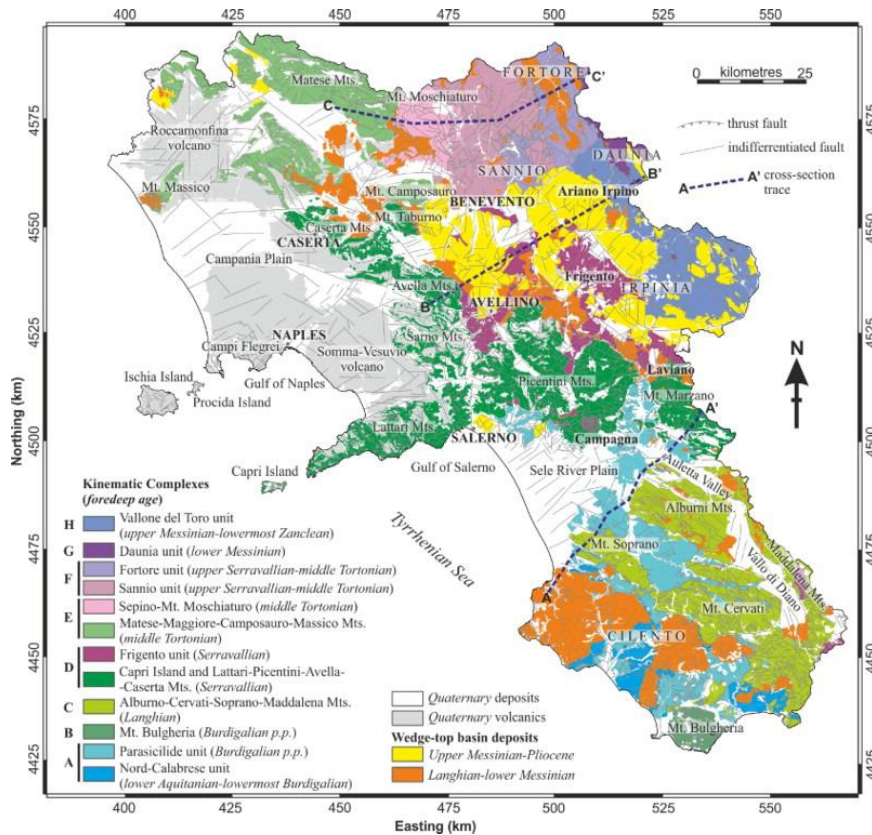 400 425 450 475 500 525 550
FORTORE
C'
0 kilometres 25
Matese Mts.
Mt. Moschiaturo
C
4575
4575
thrust fault
Roccamonfina
volcano
indifferentiated fault
DAUNIA
SANNIO
B'
A A' cross-section
trace
Mt. Massico
Mt. Camposauro
Ariano Irpino
BENEVENTO
Mt. Taburno
4550
4550
Caserta Mts.
CASERTA
Campania Plain
Frigento
Avella Mts.
IRPINIA
B
AVELLINO
4525
4525
NAPLES
Sarno Mts.
Campi Flegrei
Somma-Vesuvio
volcano
N
Laviano
Ischia Island
Gulf of Naples
Picentini Mts.
Procida Island
Mt. Marzano
A'
Lattari Mts.
4500
4500
SALERNO
Campagna
Capri Island
Gulf of Salerno
Sele River Plain
Auletta Valley
Alburni Mts.
Northing (km)
Kinematic Complexes
(foredeep age)
H Vallone del Toro unit
(upper Messinian-lowermost Zanclean)
G Daunia unit (lower Messinian)
F Fortore unit (upper Serravallian-middle Tortonian)
Sannio unit (upper Serravallian-middle Tortonian)
E Sepino-Mt. Moschiaturo (middle Tortonian)
Matese-Maggiore-Camposauro-Massico Mts.
(middle Tortonian)
D Frigento unit (Serravallian)
Capri Island and Lattari-Picentini-Avella-
-Caserta Mts. (Serravallian)
C Alburno-Cervati-Soprano-Maddalena Mts.
(Langhian)
B Mt. Bulgheria (Burdigalian p.p.)
A Parasicilide unit (Burdigalian p.p.)
Nord-Calabrese unit
(lower Aquitanian-lowermost Burdigalian)
Tyrrhenian Sea
4475
4475
Mt. Soprano
Maddalena Mts.
Vallo di Diano
A
Mt. Cervati
CILENTO
4450
4450
Quaternary deposits
Quaternary volcanics
Wedge-top basin deposits
Upper Messinian-Pliocene
Langhian-lower Messinian
Mt. Bulgheria
4425
4425
400 425 450 475 500 525 550
Easting (km)